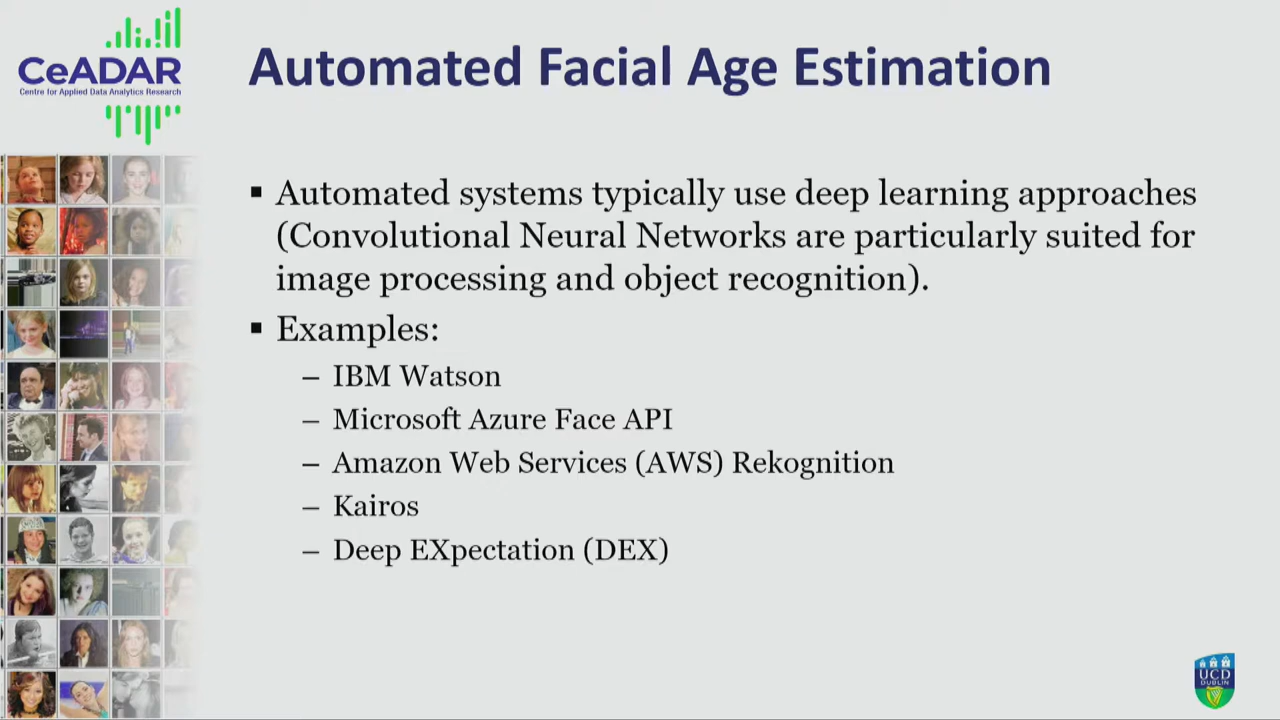 CeADAR
Centre for Applied Data Analytics Research
Automated Facial Age Estimation
▪ Automated systems typically use deep learning approaches
(Convolutional Neural Networks are particularly suited for
image processing and object recognition).
▪ Examples:
– IBM Watson
– Microsoft Azure Face API
– Amazon Web Services (AWS) Rekognition
– Kairos
– Deep EXpectation (DEX)
UCD
DUBLIN